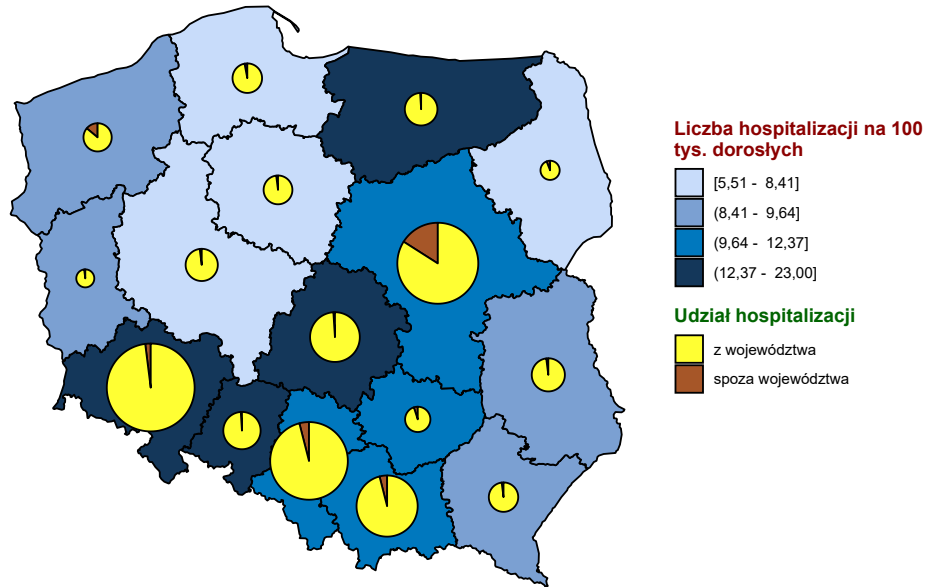 Liczba hospitalizacji na 100
tys. dorosłych
[5,51 - 8,41]
(8,41 - 9,64]
(9,64 - 12,37]
(12,37 - 23,00]
Udział hospitalizacji
z województwa
spoza województwa